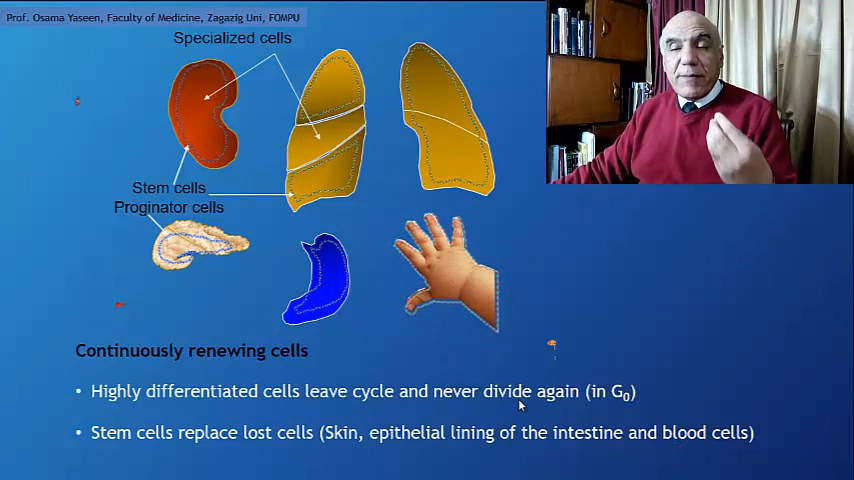 Prof. Osama Yaseen, Faculty of Medicine, Zagazig Uni, FOMPU
Specialized cells
Stem cells
Proginator cells
Continuously renewing cells
• Highly differentiated cells leave cycle and never divide again (in G₀)
• Stem cells replace lost cells (Skin, epithelial lining of the intestine and blood cells)